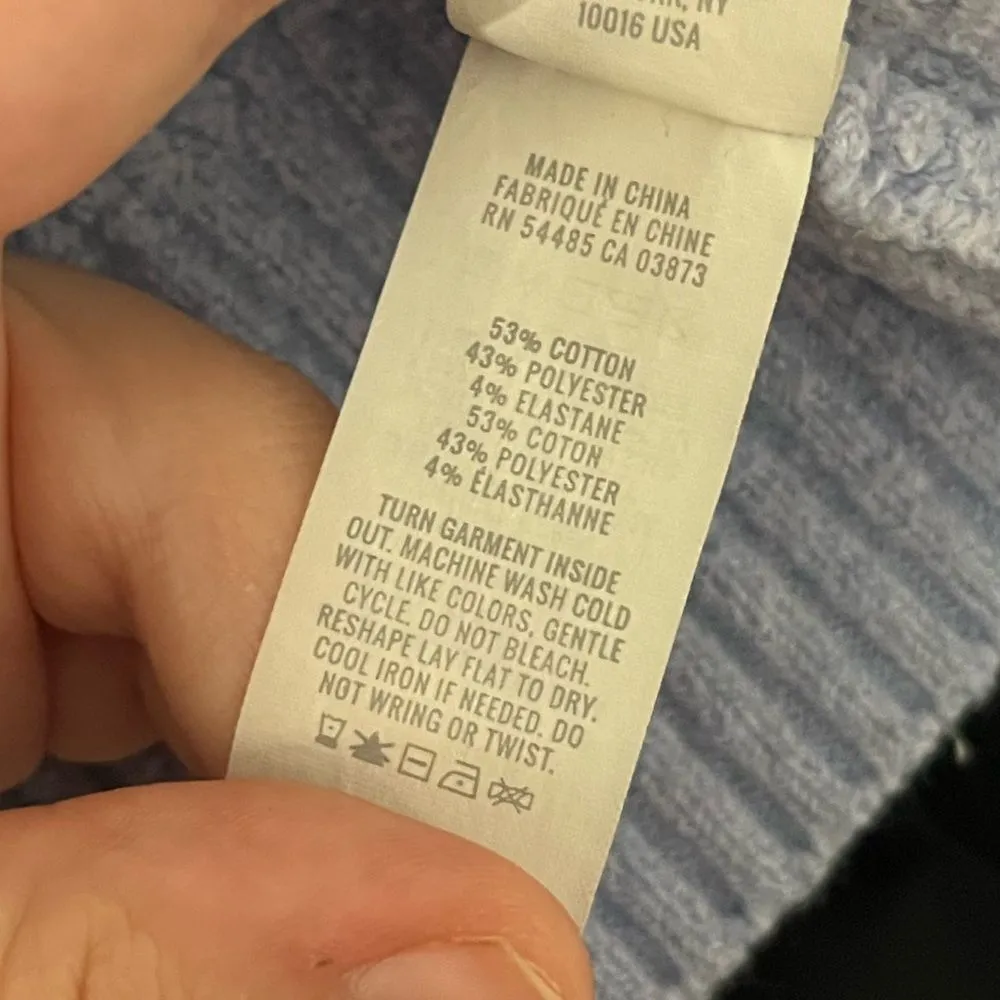 NY
10016 USA
MADE IN CHINA
FABRIQUÉ EN CHINE
RN 54485 CA 03873
53% COTTON
43% POLYESTER
4% ELASTANE
53% COTON
43% POLYESTER
4% ÉLASTHANNE
TURN GARMENT INSIDE
OUT. MACHINE WASH COLD
WITH LIKE COLORS, GENTLE
CYCLE. DO NOT BLEACH.
RESHAPE LAY FLAT TO DRY.
COOL IRON IF NEEDED. DO
NOT WRING OR TWIST.